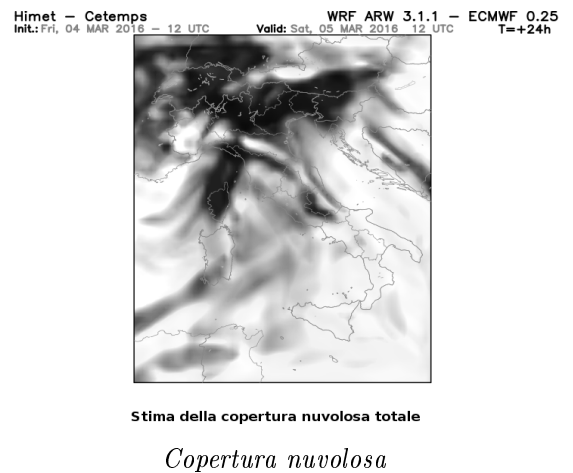 Himet – Cetemps WRF ARW 3.1.1 – ECMWF 0.25
Init.: Fri, 04 MAR 2016 – 12 UTC Valid: Sat, 05 MAR 2016 12 UTC T=+24h
Stima della copertura nuvolosa totale
Copertura nuvolosa